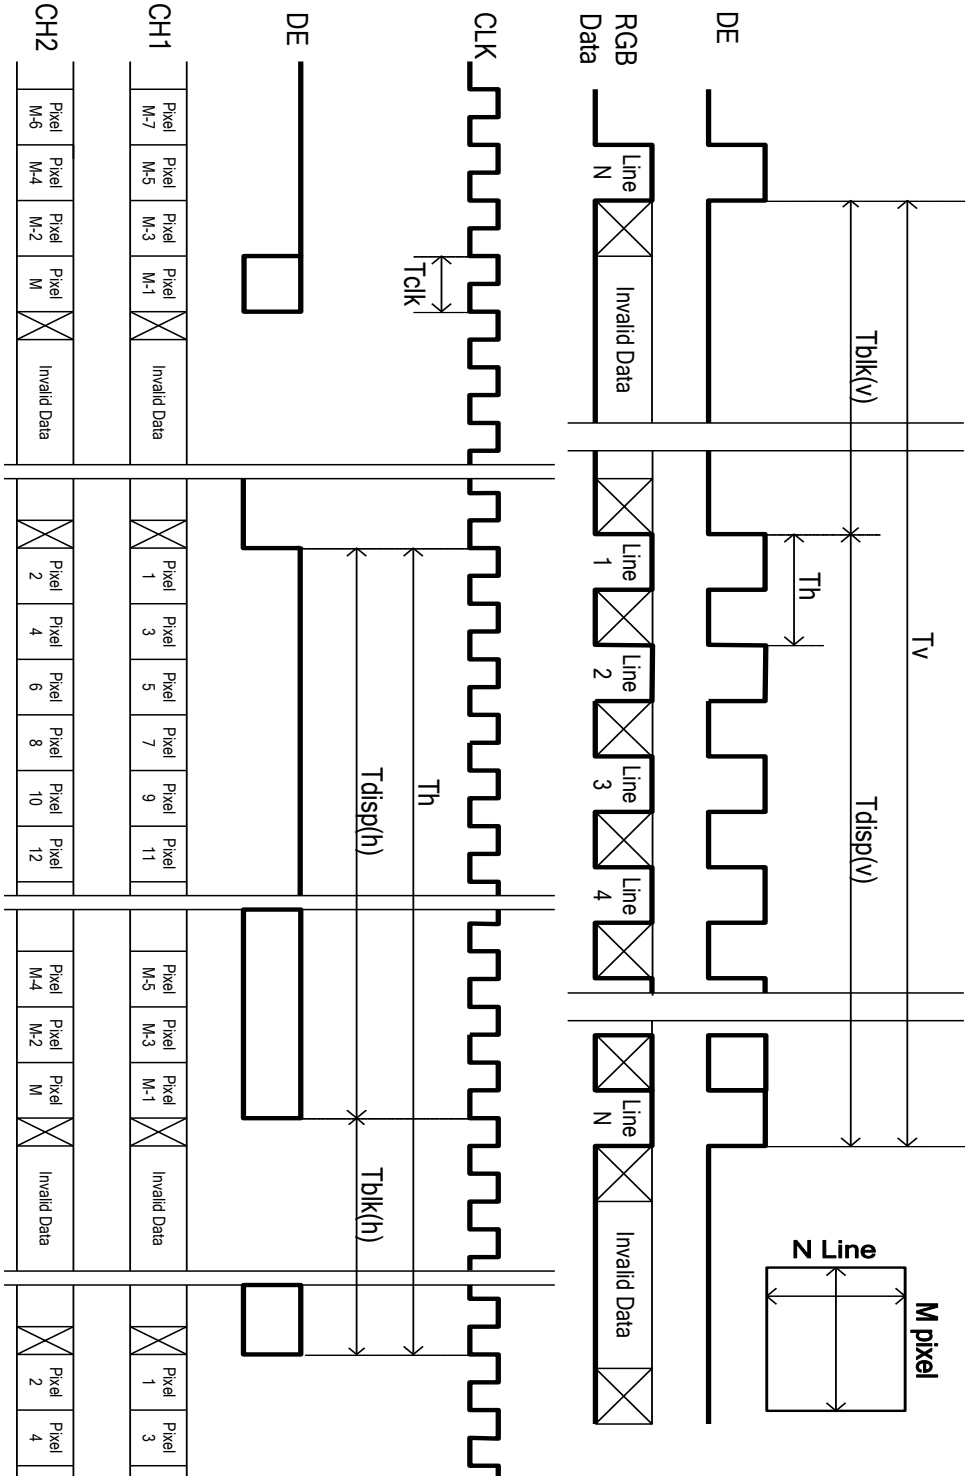 Tv
Tblk(v)
Tdisp(v)
Th
DE
RGB
Data
Line
N
Invalid Data
Line
1
Line
2
Line
3
Line
4
Line
N
Invalid Data
M pixel
N Line
CLK
Tclk
Th
Tdisp(h)
Tblk(h)
DE
CH1
Pixel
M-7
Pixel
M-5
Pixel
M-3
Pixel
M-1
Invalid Data
Pixel
1
Pixel
3
Pixel
5
Pixel
7
Pixel
9
Pixel
11
Pixel
M-5
Pixel
M-3
Pixel
M-1
Invalid Data
Pixel
1
Pixel
3
CH2
Pixel
M-6
Pixel
M-4
Pixel
M-2
Pixel
M
Invalid Data
Pixel
2
Pixel
4
Pixel
6
Pixel
8
Pixel
10
Pixel
12
Pixel
M-4
Pixel
M-2
Pixel
M
Invalid Data
Pixel
2
Pixel
4